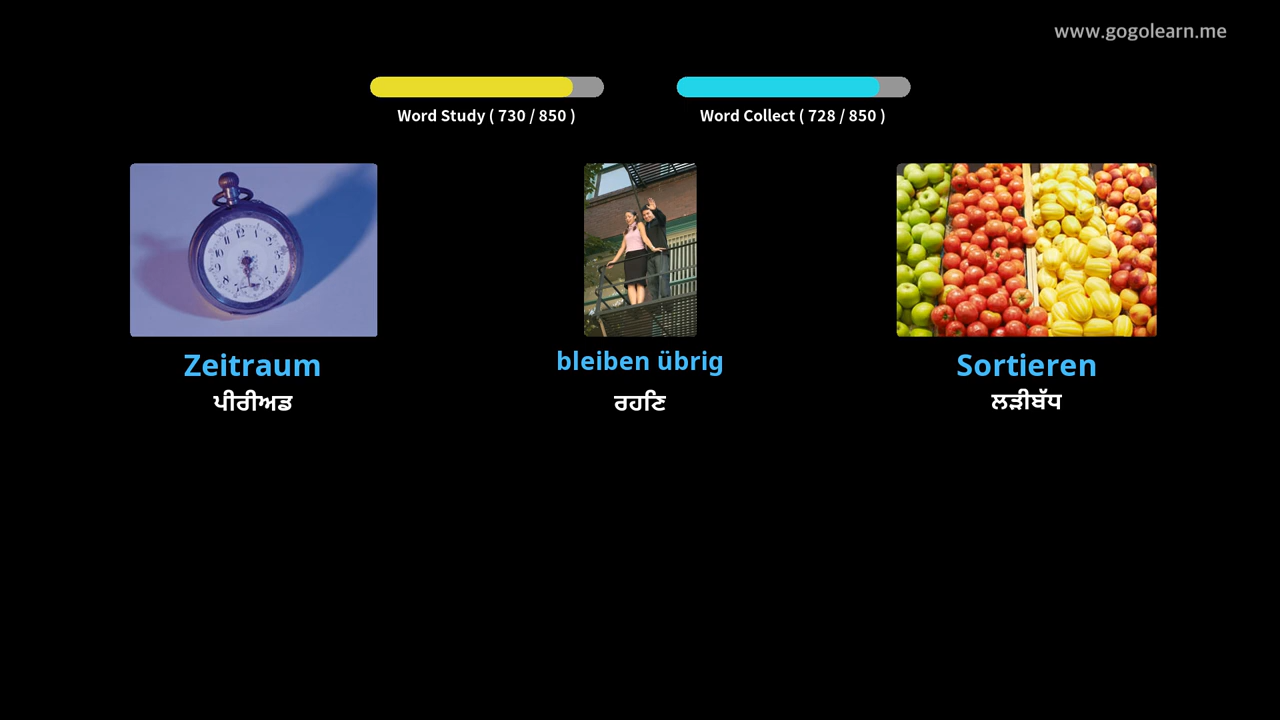 www.gogolearn.me
Word Study ( 730 / 850 )
Word Collect ( 728 / 850 )
Zeitraum
bleiben übrig
Sortieren
ਪੀਰੀਅਡ
ਰਹਣਿ
ਲੜੀਬੱਧ